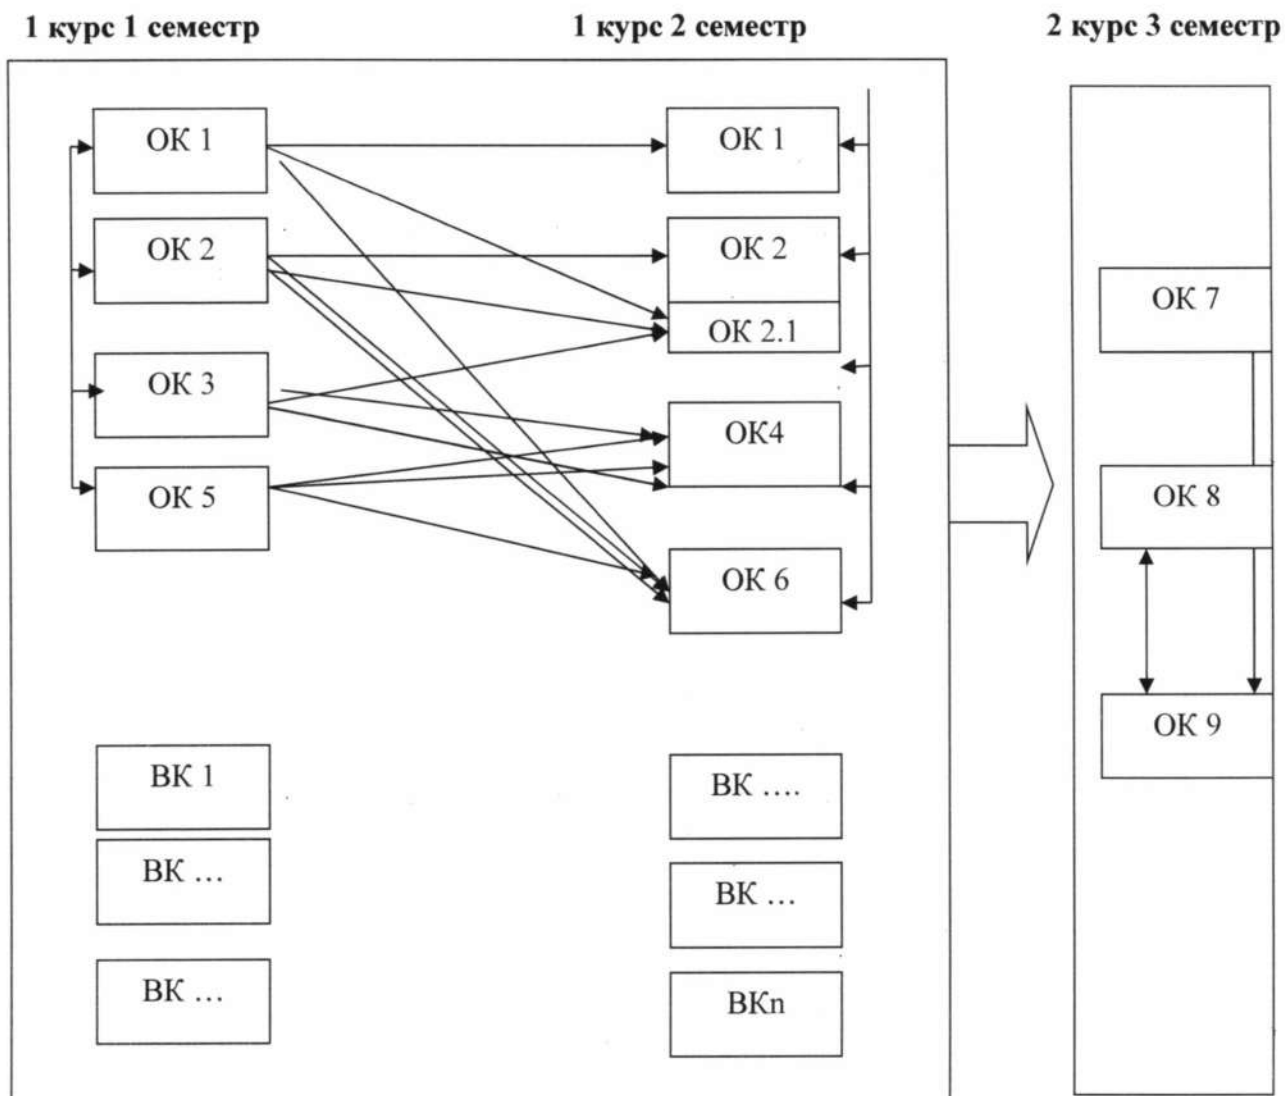 1 курс 1 семестр
1 курс 2 семестр
2 курс 3 семестр
ОК 1
ОК 2
ОК 3
ОК 5
ВК 1
ВК ...
ВК ...
ОК 1
ОК 2
ОК 2.1
ОК4
ОК 6
ВК ....
ВК ...
ВКn
ОК 7
ОК 8
ОК 9